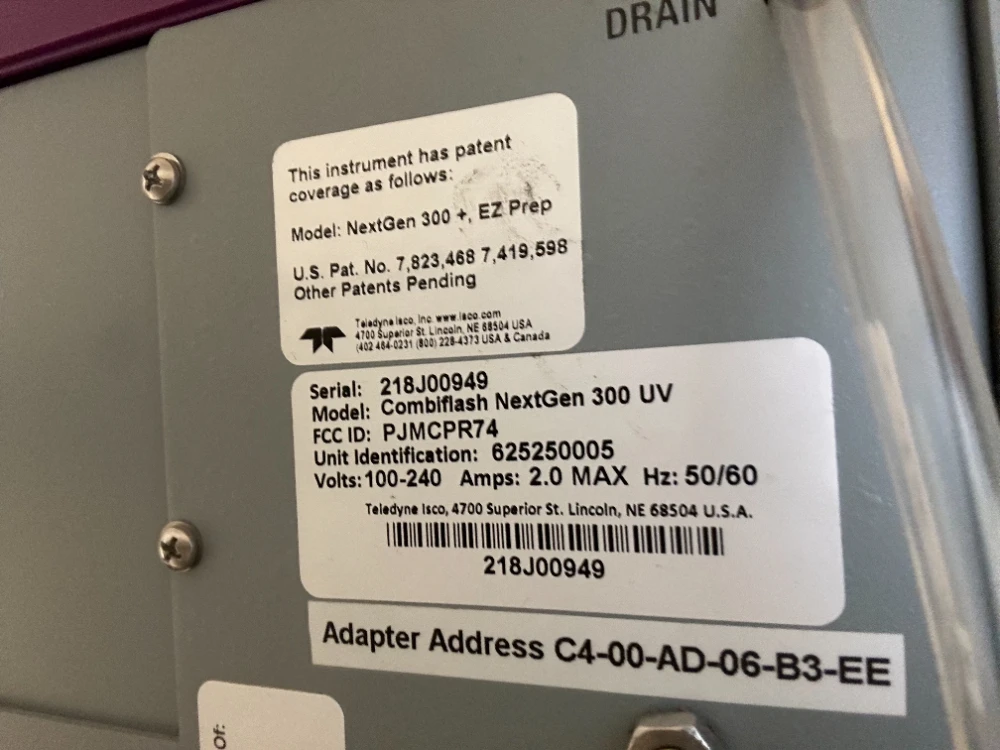 DRAIN
This instrument has patent
coverage as follows:
Model: NextGen 300 +, EZ Prep
U.S. Pat. No. 7,823,468 7,419,598
Other Patents Pending
Teledyne Isco, Inc. www.isco.com
4700 Superior St. Lincoln, NE 68504 USA
(402 464-0231 (800) 228-4373 USA & Canada
Serial: 218J00949
Model: Combiflash NextGen 300 UV
FCC ID: PJMCPR74
Unit Identification: 625250005
Volts: 100-240 Amps: 2.0 MAX Hz: 50/60
Teledyne Isco, 4700 Superior St. Lincoln, NE 68504 U.S.A.
218J00949
Adapter Address C4-00-AD-06-B3-EE
Of: